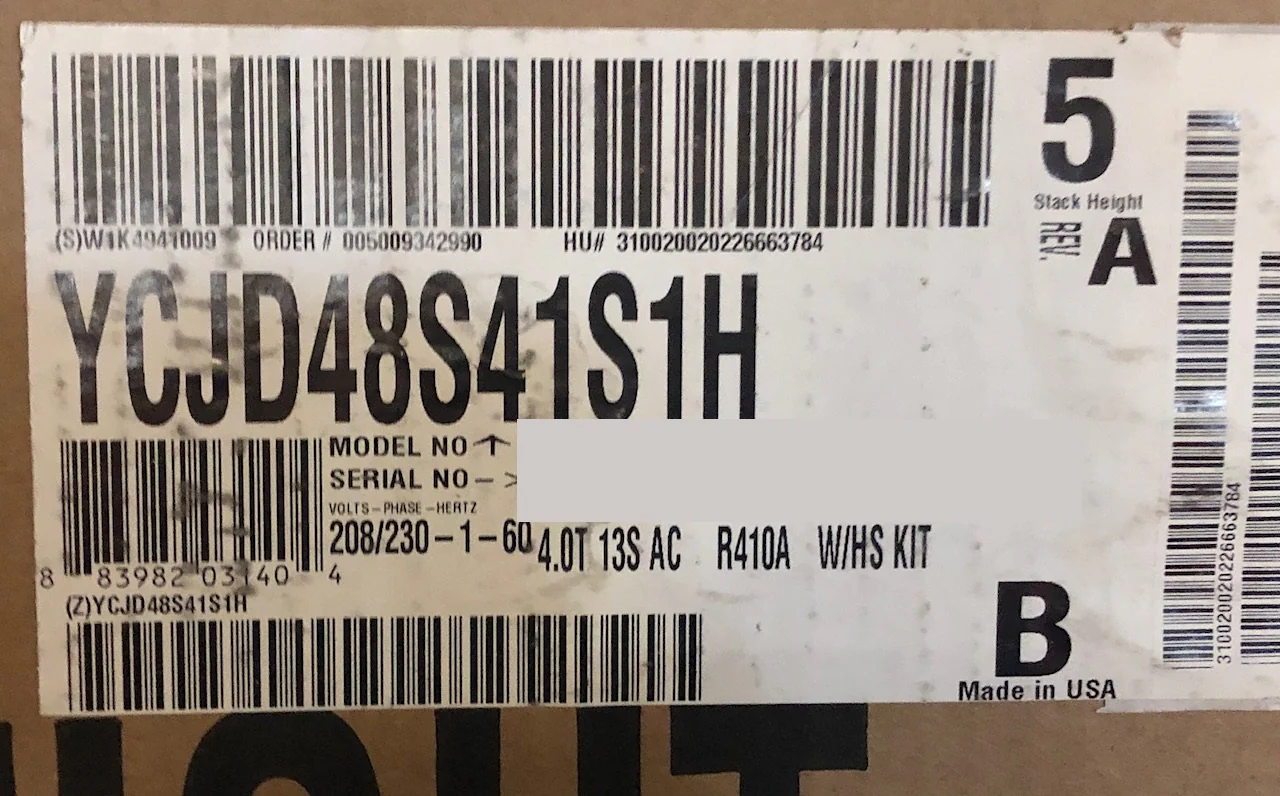 5
Stack Height
REV. A
(S)W1K4941009 ORDER # 005009342990 HU# 310020020226663784
YCJD48S41S1H
MODEL NO ↑
SERIAL NO – >
VOLTS – PHASE – HERTZ
208/230 – 1 – 60 4.0T 13S AC R410A W/HS KIT
8 83982 03140 4
(Z)YCJD48S41S1H
B
Made in USA
310020020226663784